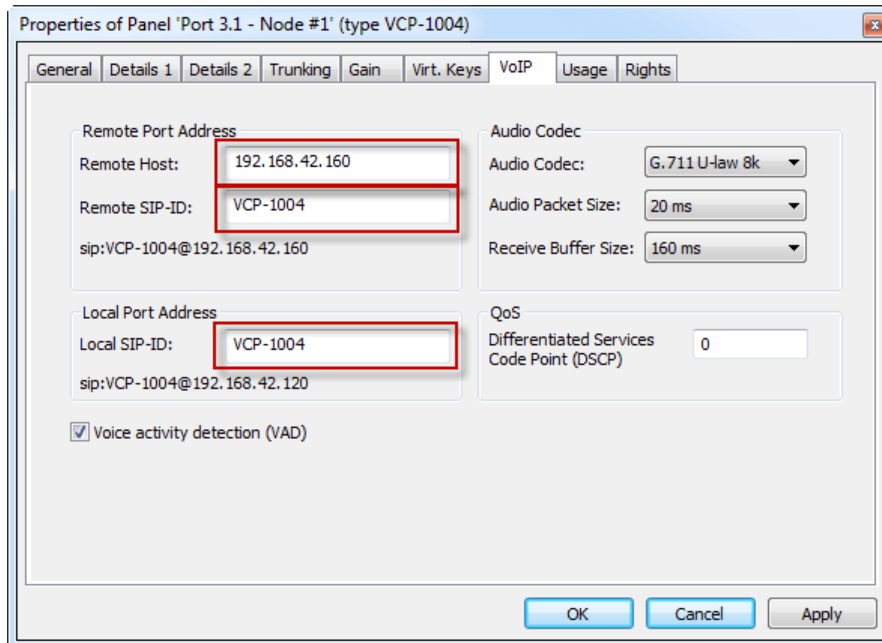 Properties of Panel 'Port 3.1 - Node #1' (type VCP-1004)
General Details 1 Details 2 Trunking Gain Virt. Keys VoIP Usage Rights
Remote Port Address
Remote Host: 192.168.42.160
Remote SIP-ID: VCP-1004
sip:VCP-1004@192.168.42.160
Audio Codec
Audio Codec: G.711 U-law 8k
Audio Packet Size: 20 ms
Receive Buffer Size: 160 ms
Local Port Address
Local SIP-ID: VCP-1004
sip:VCP-1004@192.168.42.120
QoS
Differentiated Services
Code Point (DSCP) 0
Voice activity detection (VAD)
OK Cancel Apply